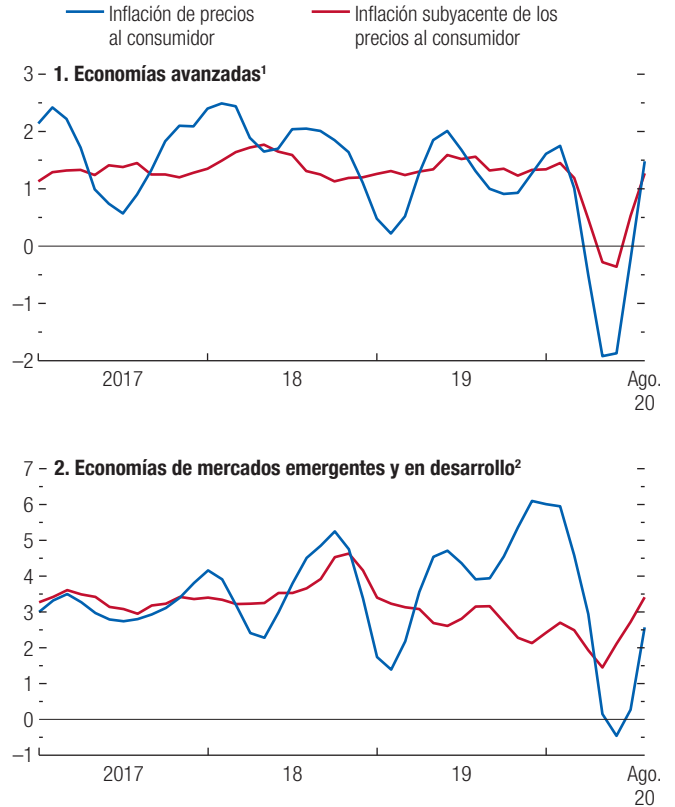 Inflación de precios
al consumidor
Inflación subyacente de los
precios al consumidor
1. Economías avanzadas¹
3
2
1
0
–1
–2
2017 18 19 Ago.
20
2. Economías de mercados emergentes y en desarrollo²
7
6
5
4
3
2
1
0
–1
2017 18 19 Ago.
20